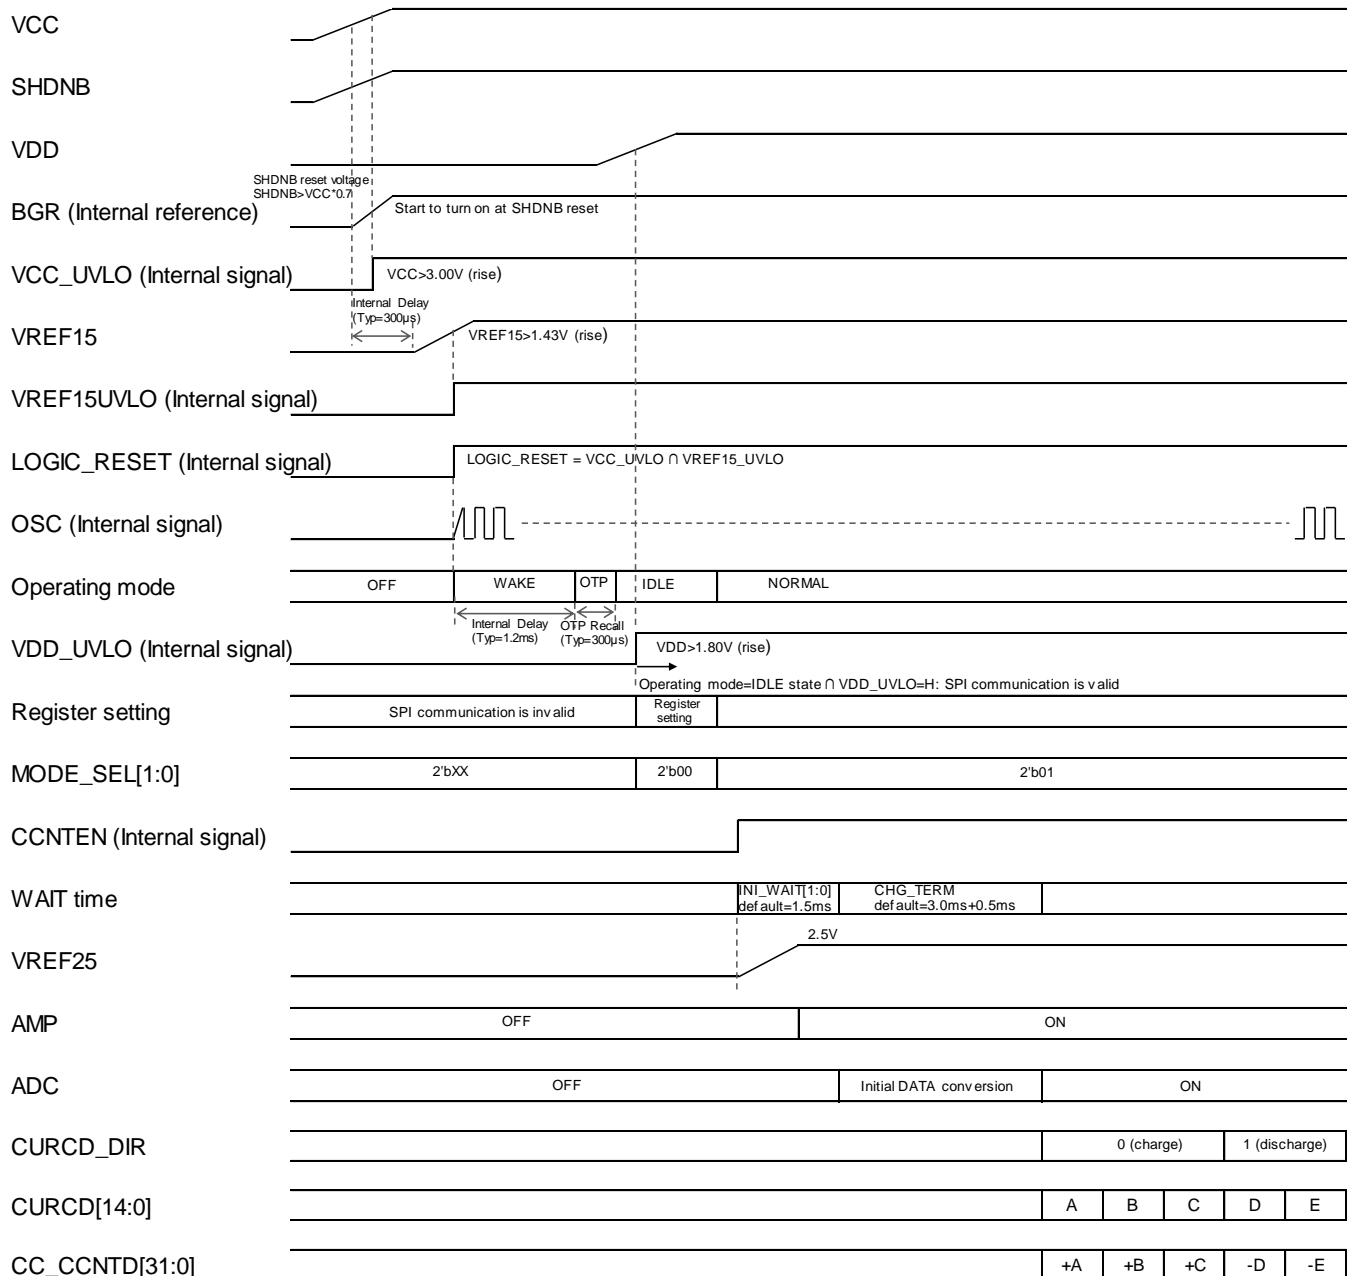 VCC
SHDNB
VDD
SHDNB reset voltage
SHDNB>VCC*0.7
BGR (Internal reference)
Start to turn on at SHDNB reset
VCC_UVLO (Internal signal)
VCC>3.00V (rise)
Internal Delay
(Typ=300μs)
VREF15
VREF15>1.43V (rise)
VREF15UVLO (Internal signal)
LOGIC_RESET (Internal signal)
LOGIC_RESET = VCC_UVLO ∩ VREF15_UVLO
OSC (Internal signal)
Operating mode
OFF
WAKE
OTP
IDLE
NORMAL
Internal Delay
(Typ=1.2ms)
OTP Recall
(Typ=300μs)
VDD_UVLO (Internal signal)
VDD>1.80V (rise)
Operating mode=IDLE state ∩ VDD_UVLO=H: SPI communication is valid
Register setting
SPI communication is invalid
Register
setting
MODE_SEL[1:0]
2'bXX
2'b00
2'b01
CCNTEN (Internal signal)
WAIT time
INI_WAIT[1:0]
default=1.5ms
CHG_TERM
default=3.0ms+0.5ms
VREF25
2.5V
AMP
OFF
ON
ADC
OFF
Initial DATA conversion
ON
CURCD_DIR
0 (charge)
1 (discharge)
CURCD[14:0]
A
B
C
D
E
CC_CCNTD[31:0]
+A
+B
+C
-D
-E